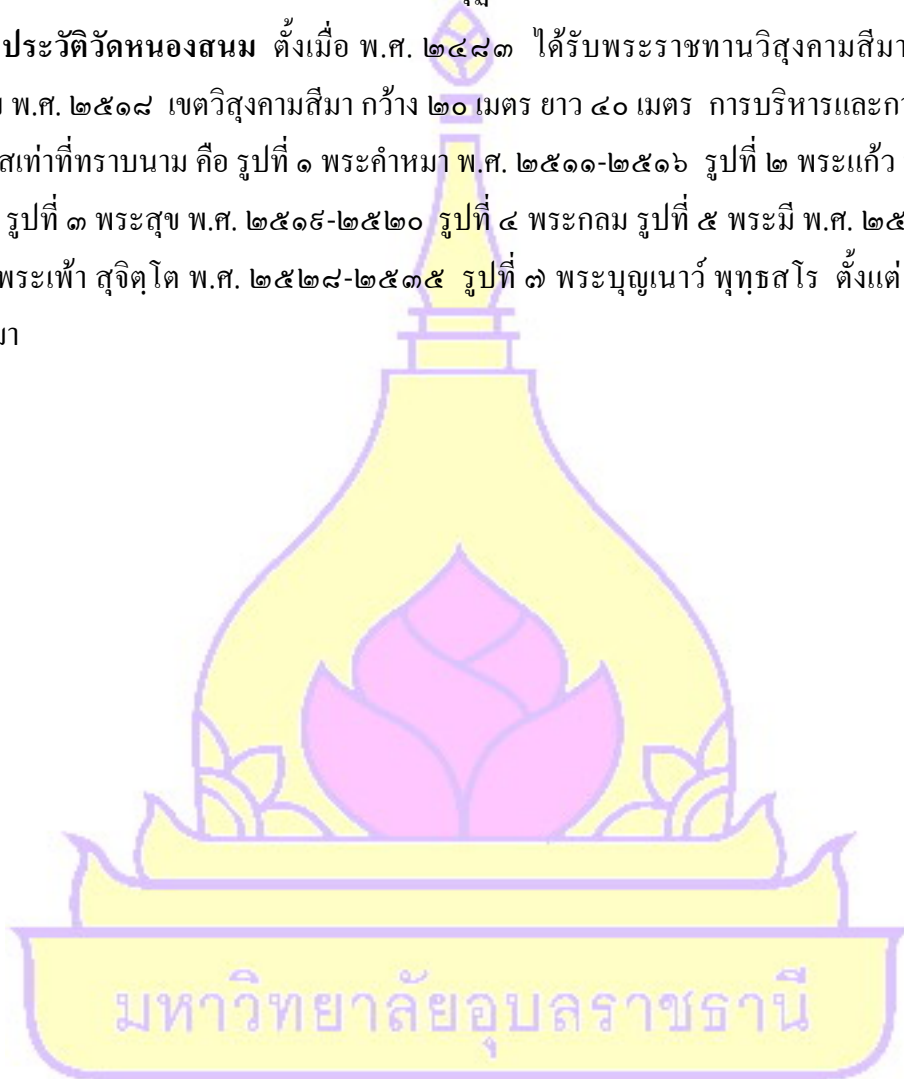 ประวัติวัดหนองสนม ตั้งเมื่อ พ.ศ. ๒๔๘๓ ได้รับพระราชทานวิสุงคามสีมา
พ.ศ. ๒๕๑๘ เขตวิสุงคามสีมา กว้าง ๒๐ เมตร ยาว ๔๐ เมตร การบริหารและ
สเท่าที่ทราบนาม คือ รูปที่ ๑ พระคำหมา พ.ศ. ๒๕๑๑-๒๕๑๖ รูปที่ ๒ พระแก้ว
รูปที่ ๓ พระสุข พ.ศ. ๒๕๑๙-๒๕๒๐ รูปที่ ๔ พระกลม รูปที่ ๕ พระมี พ.ศ. ๒๕
พระเพ้า สุจิตฺโต พ.ศ. ๒๕๒๘-๒๕๓๕ รูปที่ ๗ พระบุญเนาว์ พุทฺธสโร ตั้งแต่
มา
มหาวิทยาลัยอุบลราชธานี